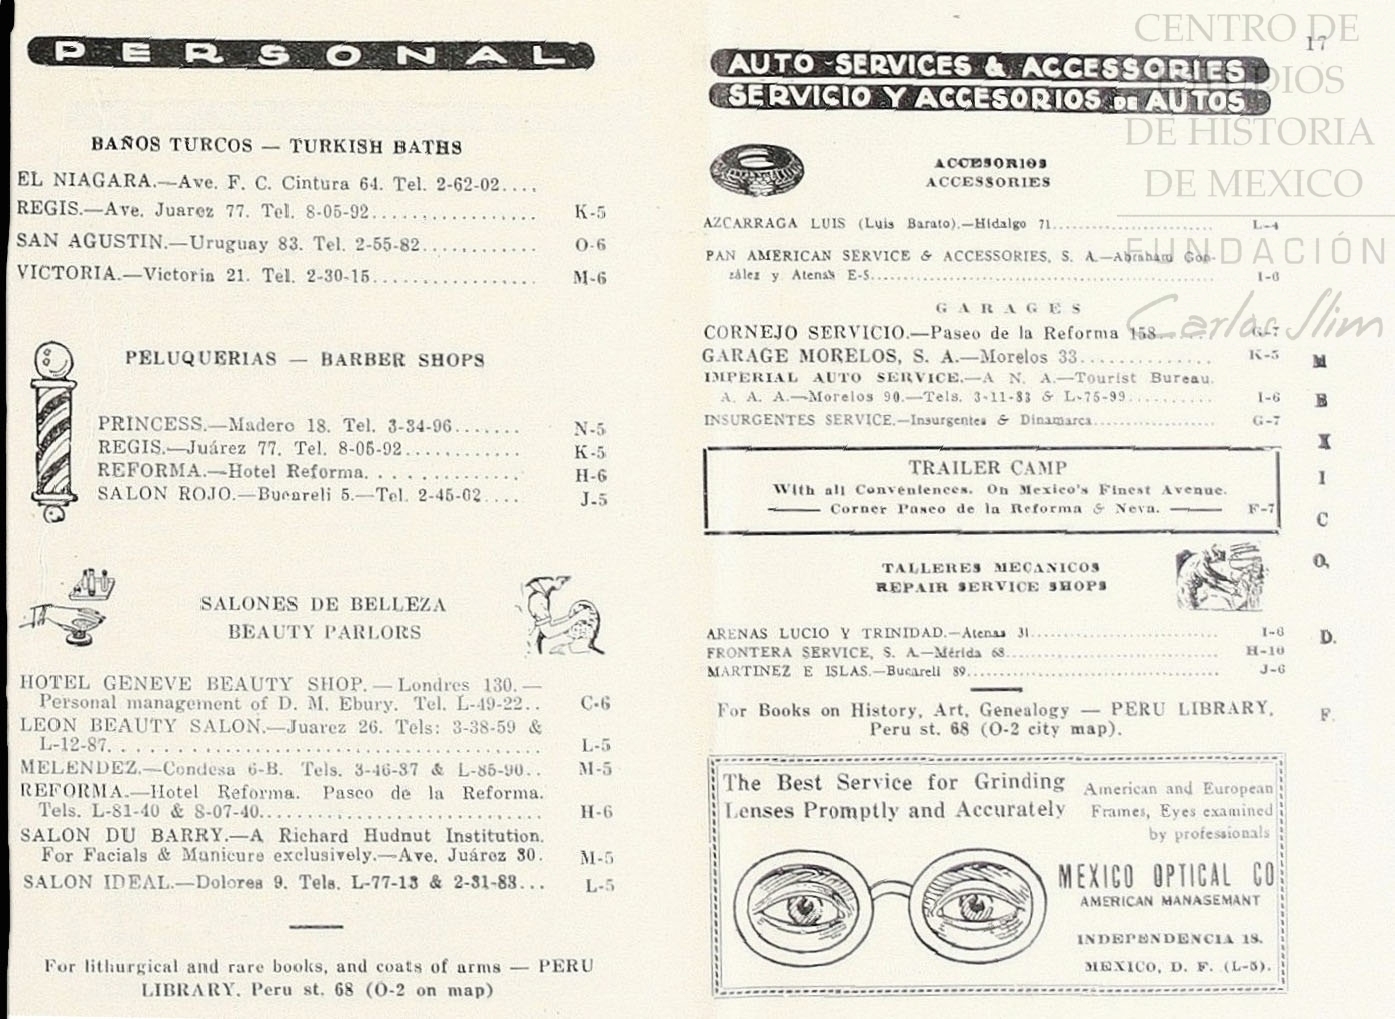 PERSONAL
BAÑOS TURCOS — TURKISH BATHS
EL NIAGARA.—Ave. F. C. Cintura 64. Tel. 2-62-02....
REGIS.—Ave. Juarez 77. Tel. 8-05-92................ K-5
SAN AGUSTIN.—Uruguay 83. Tel. 2-55-82............ O-6
VICTORIA.—Victoria 21. Tel. 2-30-15................ M-6
PELUQUERIAS — BARBER SHOPS
PRINCESS.—Madero 18. Tel. 3-34-96....... N-5
REGIS.—Juárez 77. Tel. 8-05-92............ K-5
REFORMA.—Hotel Reforma............... H-6
SALON ROJO.—Bucareli 5.—Tel. 2-45-02.... J-5
SALONES DE BELLEZA
BEAUTY PARLORS
HOTEL GENEVE BEAUTY SHOP.—Londres 130.—
Personal management of D. M. Ebury. Tel. L-49-22.. C-6
LEON BEAUTY SALON.—Juarez 26. Tels: 3-38-59 &
L-12-87....................................... L-5
MELENDEZ.—Condesa 6-B. Tels. 3-46-37 & L-85-90.. M-5
REFORMA.—Hotel Reforma. Paseo de la Reforma.
Tels. L-81-40 & 8-07-40............................ H-6
SALON DU BARRY.—A Richard Hudnut Institution.
For Facials & Manicure exclusively.—Ave. Juárez 30. M-5
SALON IDEAL.—Dolores 9. Tels. L-77-13 & 2-31-88... L-5
For lithurgical and rare books, and coats of arms — PERU
LIBRARY. Peru st. 68 (O-2 on map)
17
AUTO SERVICES & ACCESSORIES
SERVICIO Y ACCESORIOS DE AUTOS
ACCESORIOS
ACCESSORIES
AZCARRAGA LUIS (Luis Barato).—Hidalgo 71...................... L-4
PAN AMERICAN SERVICE & ACCESSORIES, S. A.—Abraham Gon-
zález y Atenas E-5............................................. I-6
GARAGES
CORNEJO SERVICIO.—Paseo de la Reforma 158....... G-7
GARAGE MORELOS, S. A.—Morelos 33.............. K-5
IMPERIAL AUTO SERVICE.—A N. A.—Tourist Bureau.
A. A. A.—Morelos 90.—Tels. 3-11-83 & L-75-99.......... I-6
INSURGENTES SERVICE.—Insurgentes & Dinamarca.................. G-7
TRAILER CAMP
With all Conveniences. On Mexico's Finest Avenue.
Corner Paseo de la Reforma & Neva. F-7
TALLERES MECANICOS
REPAIR SERVICE SHOPS
ARENAS LUCIO Y TRINIDAD.—Atenas 31............................ I-6
FRONTERA SERVICE, S. A.—Mérida 68................................ H-10
MARTINEZ E ISLAS.—Bucareli 89...................................... J-6
For Books on History, Art, Genealogy — PERU LIBRARY.
Peru st. 68 (O-2 city map).
The Best Service for Grinding
Lenses Promptly and Accurately
American and European
Frames, Eyes examined
by professionals
MEXICO OPTICAL CO
AMERICAN MANASEMANT
INDEPENDENCIA 18.
MEXICO, D. F. (L-5).
MEXICO, D. F.
CENTRO DE
ESTUDIOS
DE HISTORIA
DE MEXICO
FUNDACIÓN
Carlos Slim